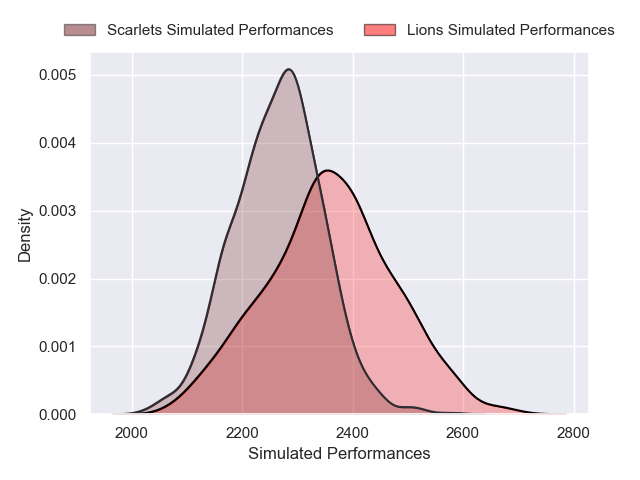 Scarlets Simulated Performances Lions Simulated Performances
0.005
0.004
0.003
0.002
0.001
0.000
Density
2000 2200 2400 2600 2800
Simulated Performances